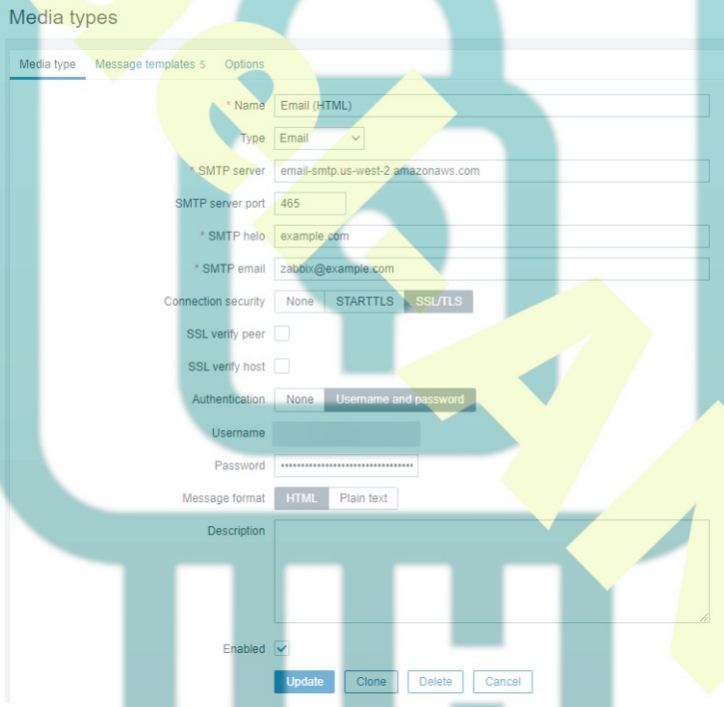 Media types
Media type Message templates 5 Options
* Name Email (HTML)
Type Email
* SMTP server email-smtp.us-west-2.amazonaws.com
SMTP server port 465
* SMTP helo example.com
* SMTP email zabbix@example.com
Connection security None STARTTLS SSL/TLS
SSL verify peer
SSL verify host
Authentication None Username and password
Username
Password ••••••••••••••••••••••••••••••••
Message format HTML Plain text
Description
Enabled
Update Clone Delete Cancel